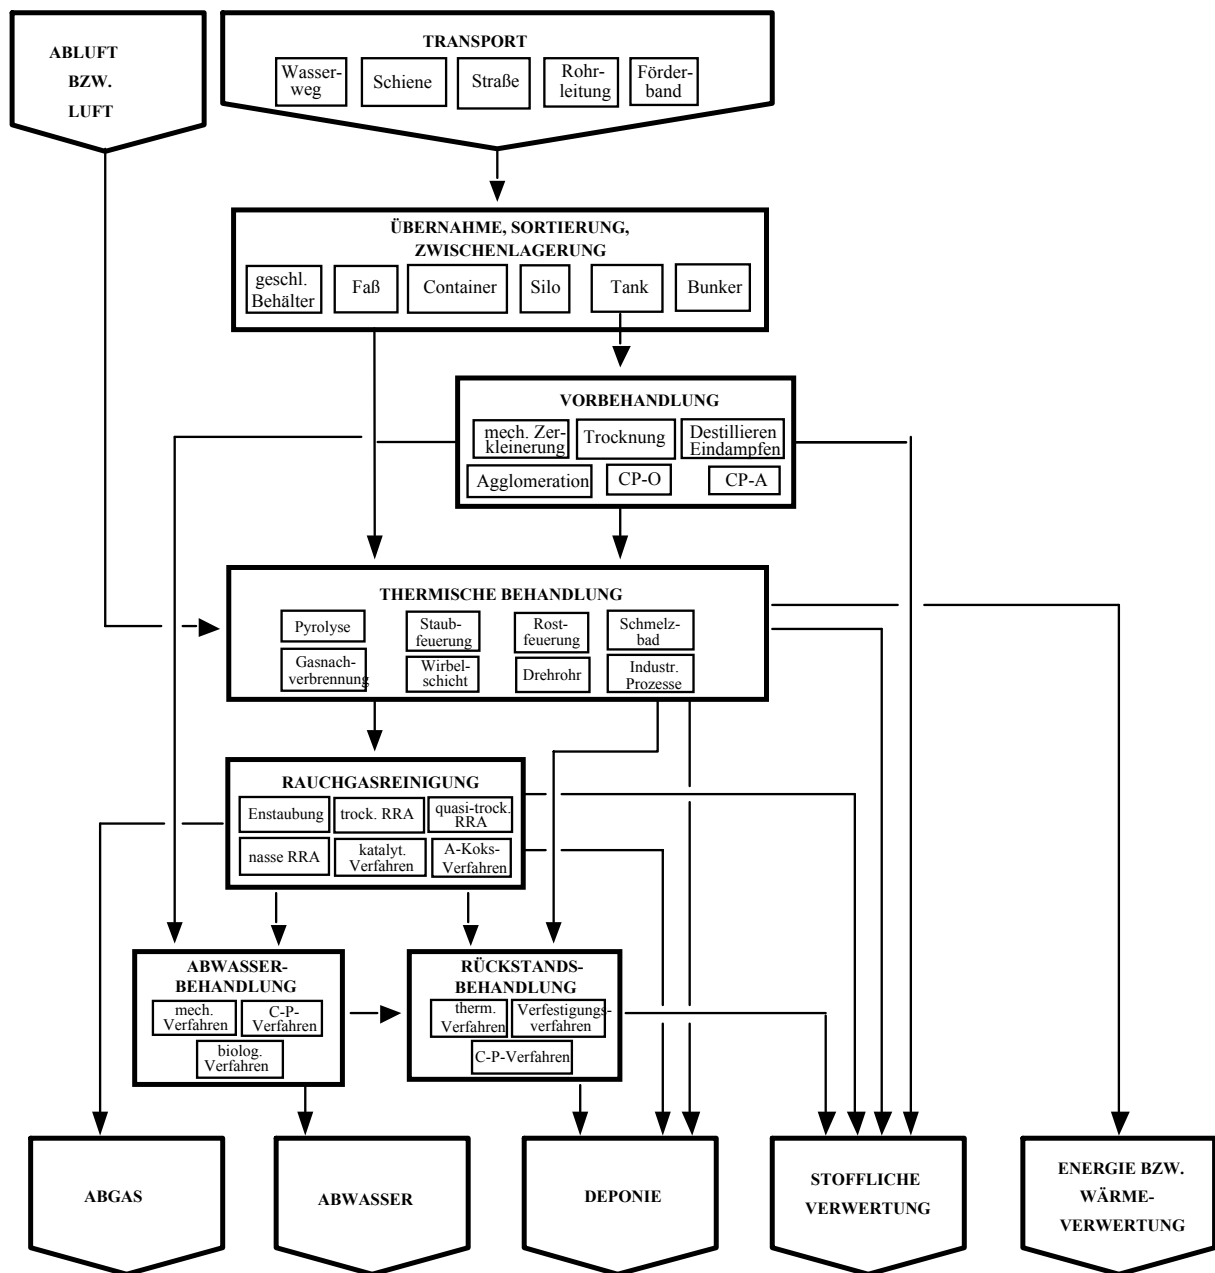 ABLUFT
BZW.
LUFT
TRANSPORT
Wasser-
weg
Schiene
Straße
Rohr-
leitung
Förder-
band
ÜBERNAHME, SORTIERUNG,
ZWISCHENLAGERUNG
geschl.
Behälter
Faß
Container
Silo
Tank
Bunker
VORBEHANDLUNG
mech. Zer-
kleinerung
Trocknung
Destillieren
Eindampfen
Agglomeration
CP-O
CP-A
THERMISCHE BEHANDLUNG
Pyrolyse
Staub-
feuerung
Rost-
feuerung
Schmelz-
bad
Gasnach-
verbrennung
Wirbel-
schicht
Drehrohr
Industr.
Prozesse
RAUCHGASREINIGUNG
Enstaubung
trock. RRA
quasi-trock.
RRA
nasse RRA
katalyt.
Verfahren
A-Koks-
Verfahren
ABWASSER-
BEHANDLUNG
mech.
Verfahren
C-P-
Verfahren
biolog.
Verfahren
RÜCKSTANDS-
BEHANDLUNG
therm.
Verfahren
Verfestigungs-
verfahren
C-P-Verfahren
ABGAS
ABWASSER
DEPONIE
STOFFLICHE
VERWERTUNG
ENERGIE BZW.
WÄRME-
VERWERTUNG